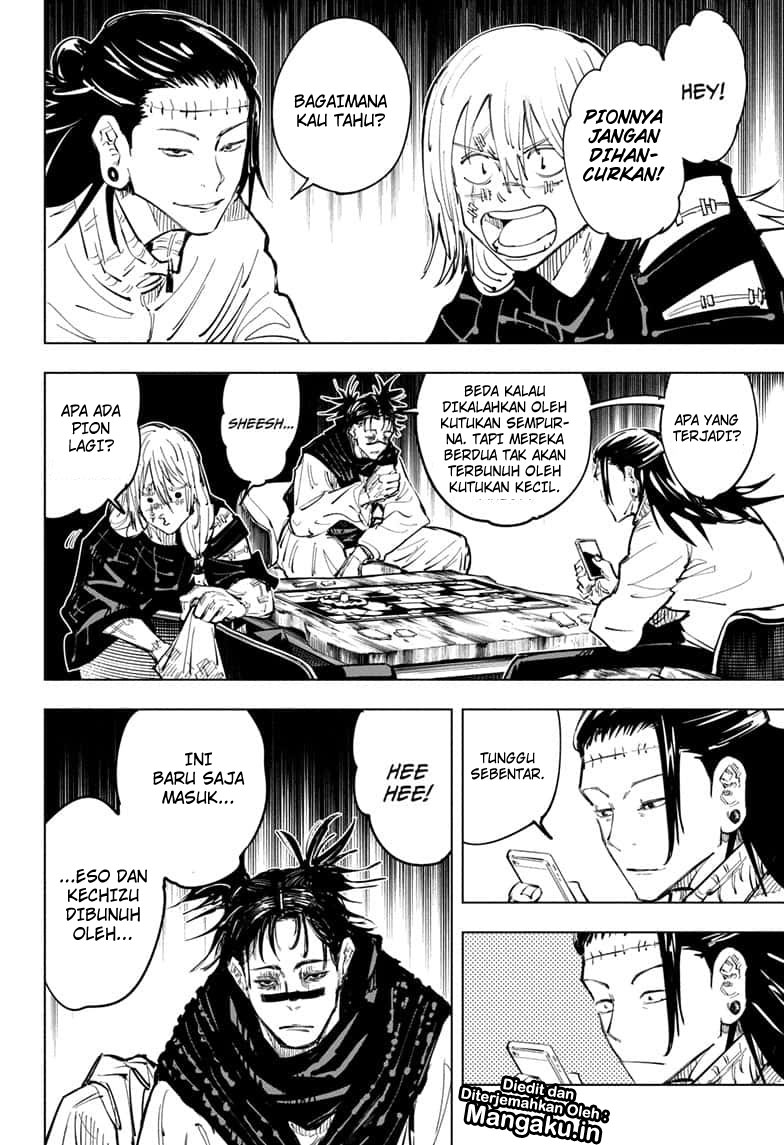 HEY!
PIONNYA
JANGAN
DIHAN-
CURKAN!
BAGAIMANA
KAU TAHU?
APA YANG
TERJADI?
BEDA KALAU
DIKALAHKAN OLEH
KUTUKAN SEMPUR-
NA. TAPI MEREKA
BERDUA TAK AKAN
TERBUNUH OLEH
KUTUKAN KECIL.
SHEESH...
APA ADA
PION
LAGI?
TUNGGU
SEBENTAR.
HEE
HEE!
INI
BARU SAJA
MASUK...
...ESO DAN
KECHIZU
DIBUNUH
OLEH...
Diedit dan
Diterjemahkan Oleh :
Mangaku.in